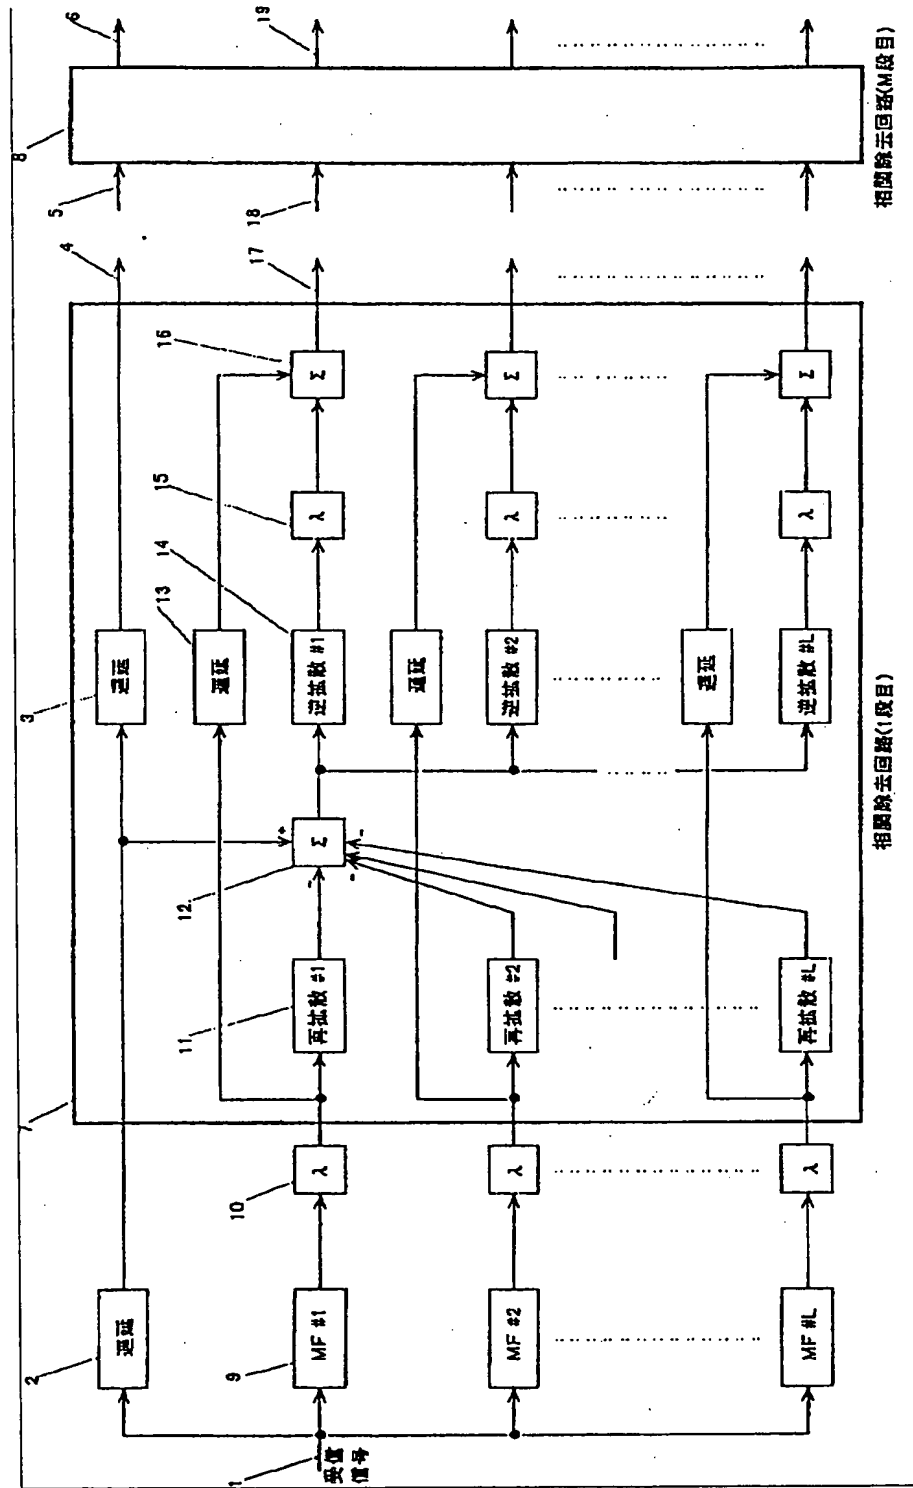 1
受信
信号
2
遅延
9
MF #1
MF #2
MF #L
10
λ
λ
λ
7
11
再拡散 #1
再拡散 #2
再拡散 #L
12
Σ
+
-
-
-
3
遅延
13
遅延
14
逆拡散 #1
遅延
逆拡散 #2
遅延
逆拡散 #L
15
λ
λ
λ
16
Σ
Σ
Σ
4
17
相関除去回路(1段目)
5
18
8
6
19
相関除去回路(M段目)